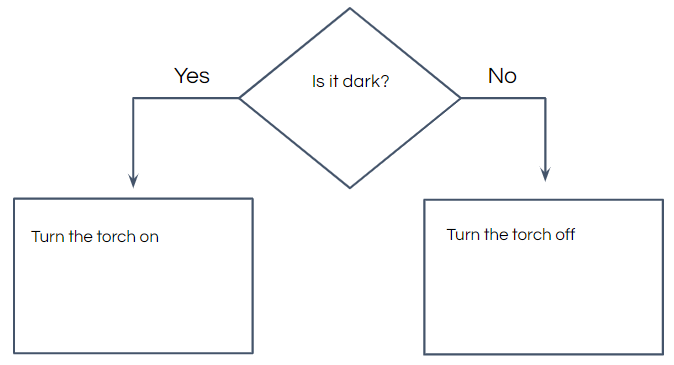 Is it dark?
Yes
No
Turn the torch on
Turn the torch off